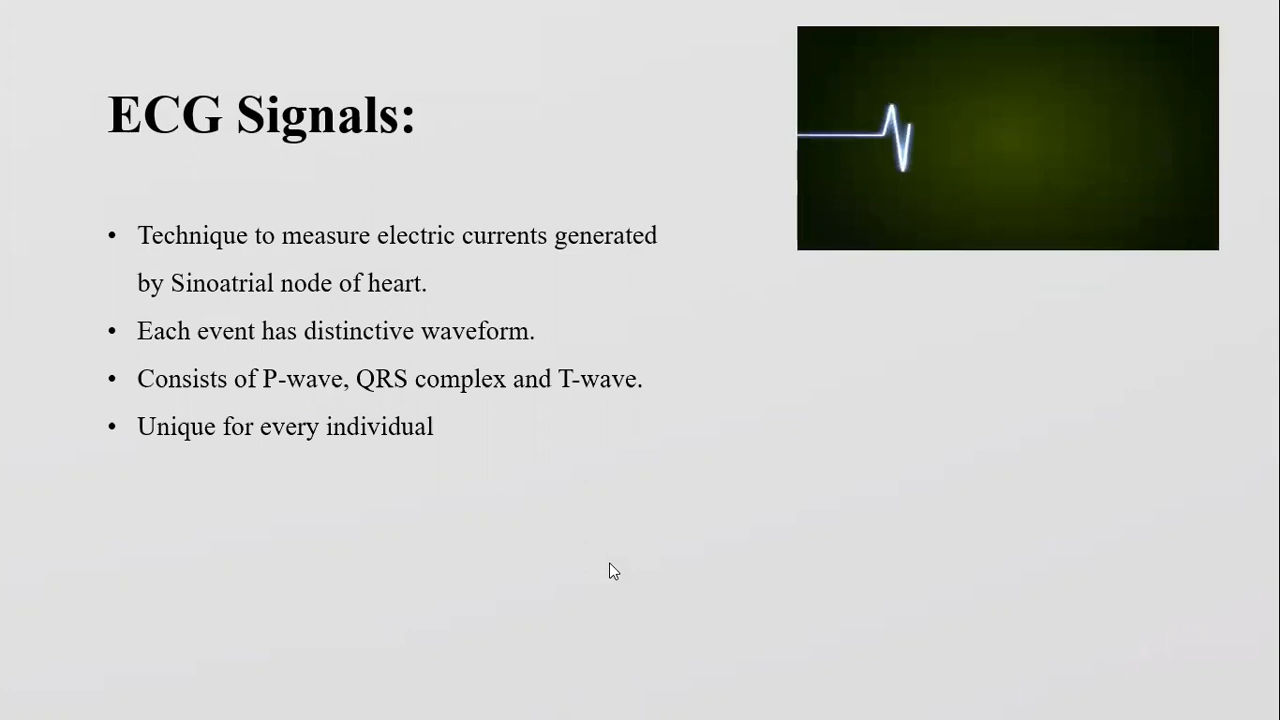 ECG Signals:
• Technique to measure electric currents generated
by Sinoatrial node of heart.
• Each event has distinctive waveform.
• Consists of P-wave, QRS complex and T-wave.
• Unique for every individual